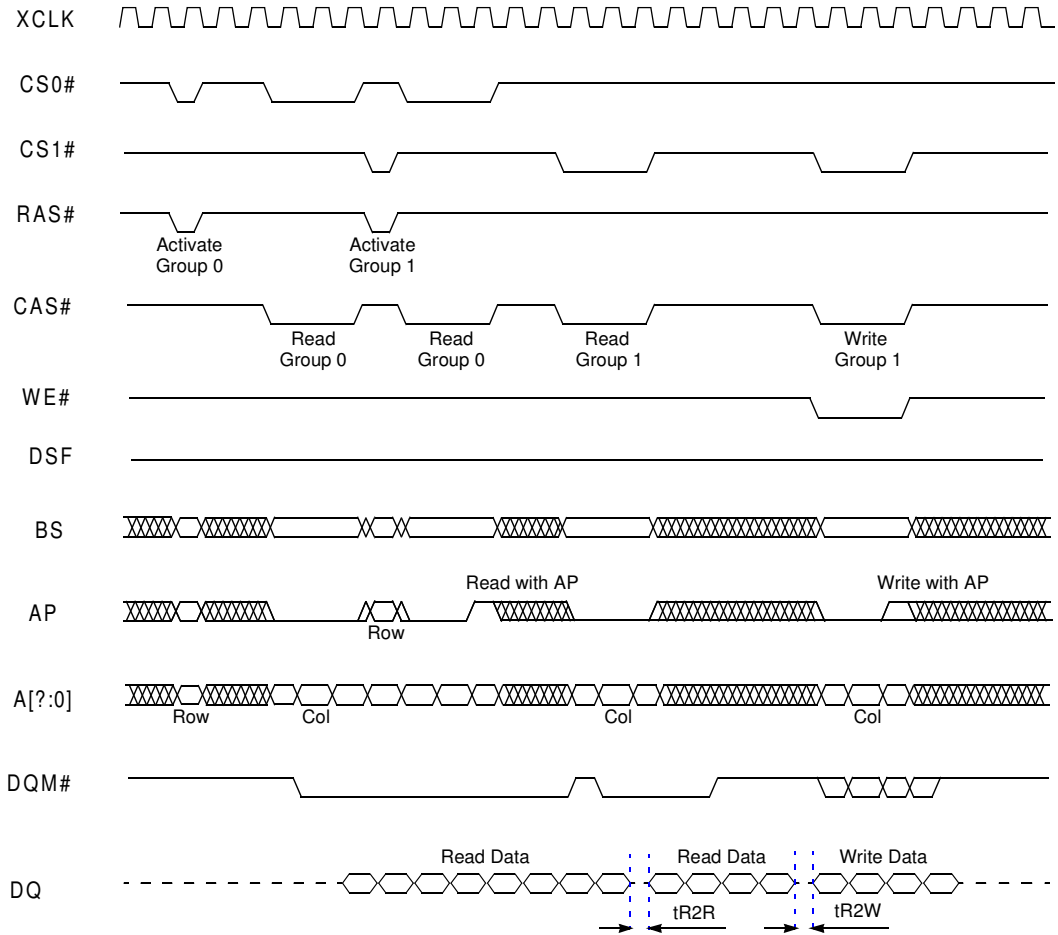 XCLK
CS0#
CS1#
RAS#
Activate
Group 0
Activate
Group 1
CAS#
Read
Group 0
Read
Group 0
Read
Group 1
Write
Group 1
WE#
DSF
BS
Read with AP
Write with AP
AP
Row
A[?:0]
Row
Col
Col
Col
DQM#
Read Data
Read Data
Write Data
DQ
tR2R
tR2W